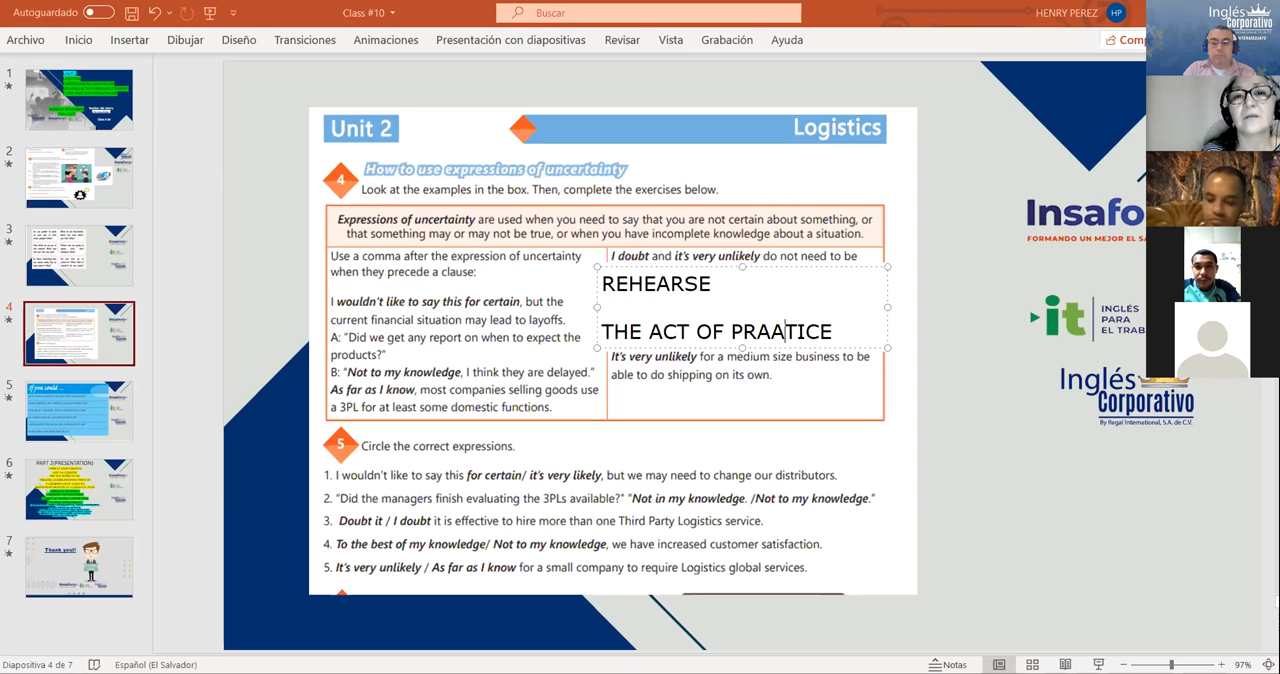 Autoguardado
Class #10
Buscar
HENRY PEREZ
HP
Archivo Inicio Insertar Dibujar Diseño Transiciones Animaciones Presentación con diapositivas Revisar Vista Grabación Ayuda
Comp
Inglés
Corporativo
INTERMEDIATE
1
2
3
4
5
6
7
If you could ...
PART 2(PRESENTATION)
Thank you!!
Unit 2
Logistics
4
How to use expressions of uncertainty
Look at the examples in the box. Then, complete the exercises below.
Expressions of uncertainty are used when you need to say that you are not certain about something, or
that something may or may not be true, or when you have incomplete knowledge about a situation.
Use a comma after the expression of uncertainty
when they precede a clause:
I wouldn't like to say this for certain, but the
current financial situation may lead to layoffs.
A: "Did we get any report on when to expect the
products?"
B: "Not to my knowledge, I think they are delayed."
As far as I know, most companies selling goods use
a 3PL for at least some domestic functions.
I doubt and it's very unlikely do not need to be
REHEARSE
THE ACT OF PRAATICE
It's very unlikely for a medium size business to be
able to do shipping on its own.
5
Circle the correct expressions.
I wouldn't like to say this for certain/ it's very likely, but we may need to change our distributors.
2. "Did the managers finish evaluating the 3PLs available?" "Not in my knowledge. /Not to my knowledge."
3. Doubt it / I doubt it is effective to hire more than one Third Party Logistics service.
4. To the best of my knowledge/ Not to my knowledge, we have increased customer satisfaction.
5. It's very unlikely / As far as I know for a small company to require Logistics global services.
Insafo
FORMANDO UN MEJOR EL SA
it
INGLÉS
PARA
EL TRAB
Inglés
Corporativo
By Regal International, S.A. de C.V.
Diapositiva 4 de 7
Español (El Salvador)
Notas
97%